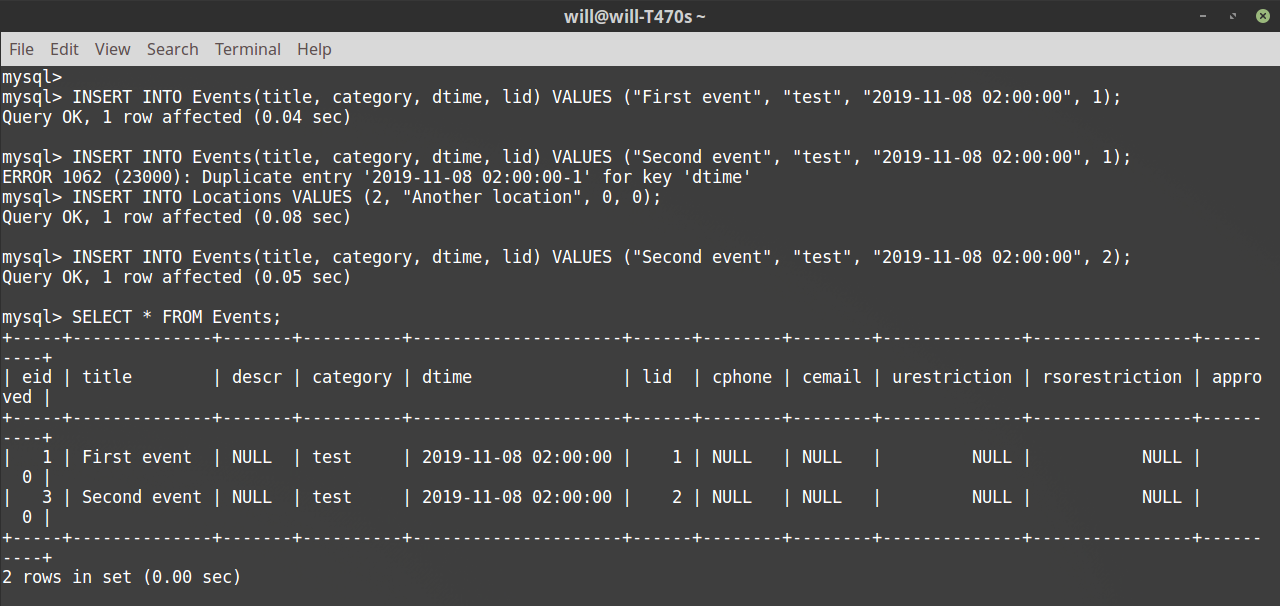 will@will-T470s ~
File Edit View Search Terminal Help
mysql>
mysql> INSERT INTO Events(title, category, dtime, lid) VALUES ("First event", "test", "2019-11-08 02:00:00", 1);
Query OK, 1 row affected (0.04 sec)
mysql> INSERT INTO Events(title, category, dtime, lid) VALUES ("Second event", "test", "2019-11-08 02:00:00", 1);
ERROR 1062 (23000): Duplicate entry '2019-11-08 02:00:00-1' for key 'dtime'
mysql> INSERT INTO Locations VALUES (2, "Another location", 0, 0);
Query OK, 1 row affected (0.08 sec)
mysql> INSERT INTO Events(title, category, dtime, lid) VALUES ("Second event", "test", "2019-11-08 02:00:00", 2);
Query OK, 1 row affected (0.05 sec)
mysql> SELECT * FROM Events;
+-----+--------------+-------+----------+---------------------+------+--------+--------+--------------+----------------+------
----+
| eid | title        | descr | category | dtime               | lid  | cphone | cemail | urestriction | rsorestriction | appro
ved |
+-----+--------------+-------+----------+---------------------+------+--------+--------+--------------+----------------+------
----+
|   1 | First event  | NULL  | test     | 2019-11-08 02:00:00 |    1 | NULL   | NULL   |         NULL |           NULL |
  0 |
|   3 | Second event | NULL  | test     | 2019-11-08 02:00:00 |    2 | NULL   | NULL   |         NULL |           NULL |
  0 |
+-----+--------------+-------+----------+---------------------+------+--------+--------+--------------+----------------+------
----+
2 rows in set (0.00 sec)